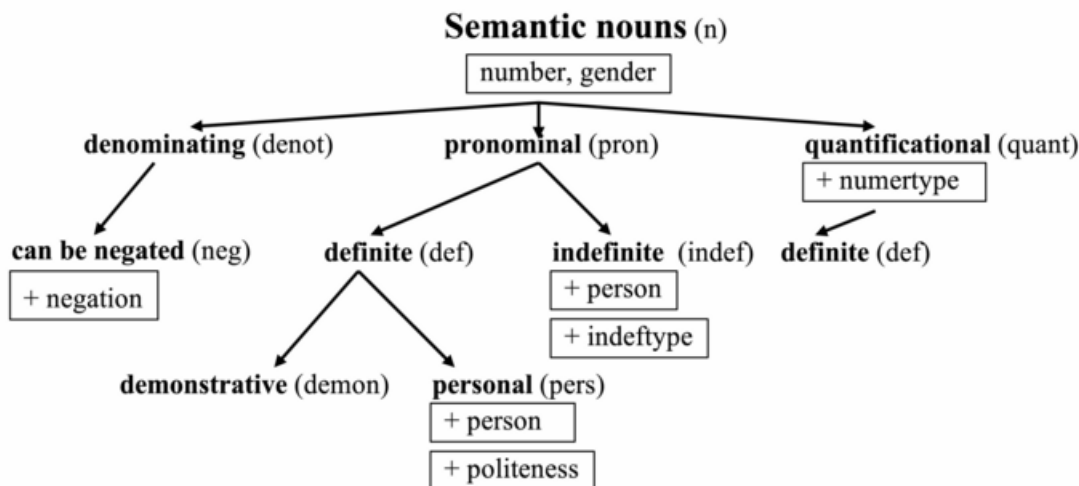 Semantic nouns (n)
number, gender
denominating (denot) pronominal (pron) quantificational (quant)
+ numertype
can be negated (neg) definite (def) indefinite (indef) definite (def)
+ negation + person
+ indeftype
demonstrative (demon) personal (pers)
+ person
+ politeness